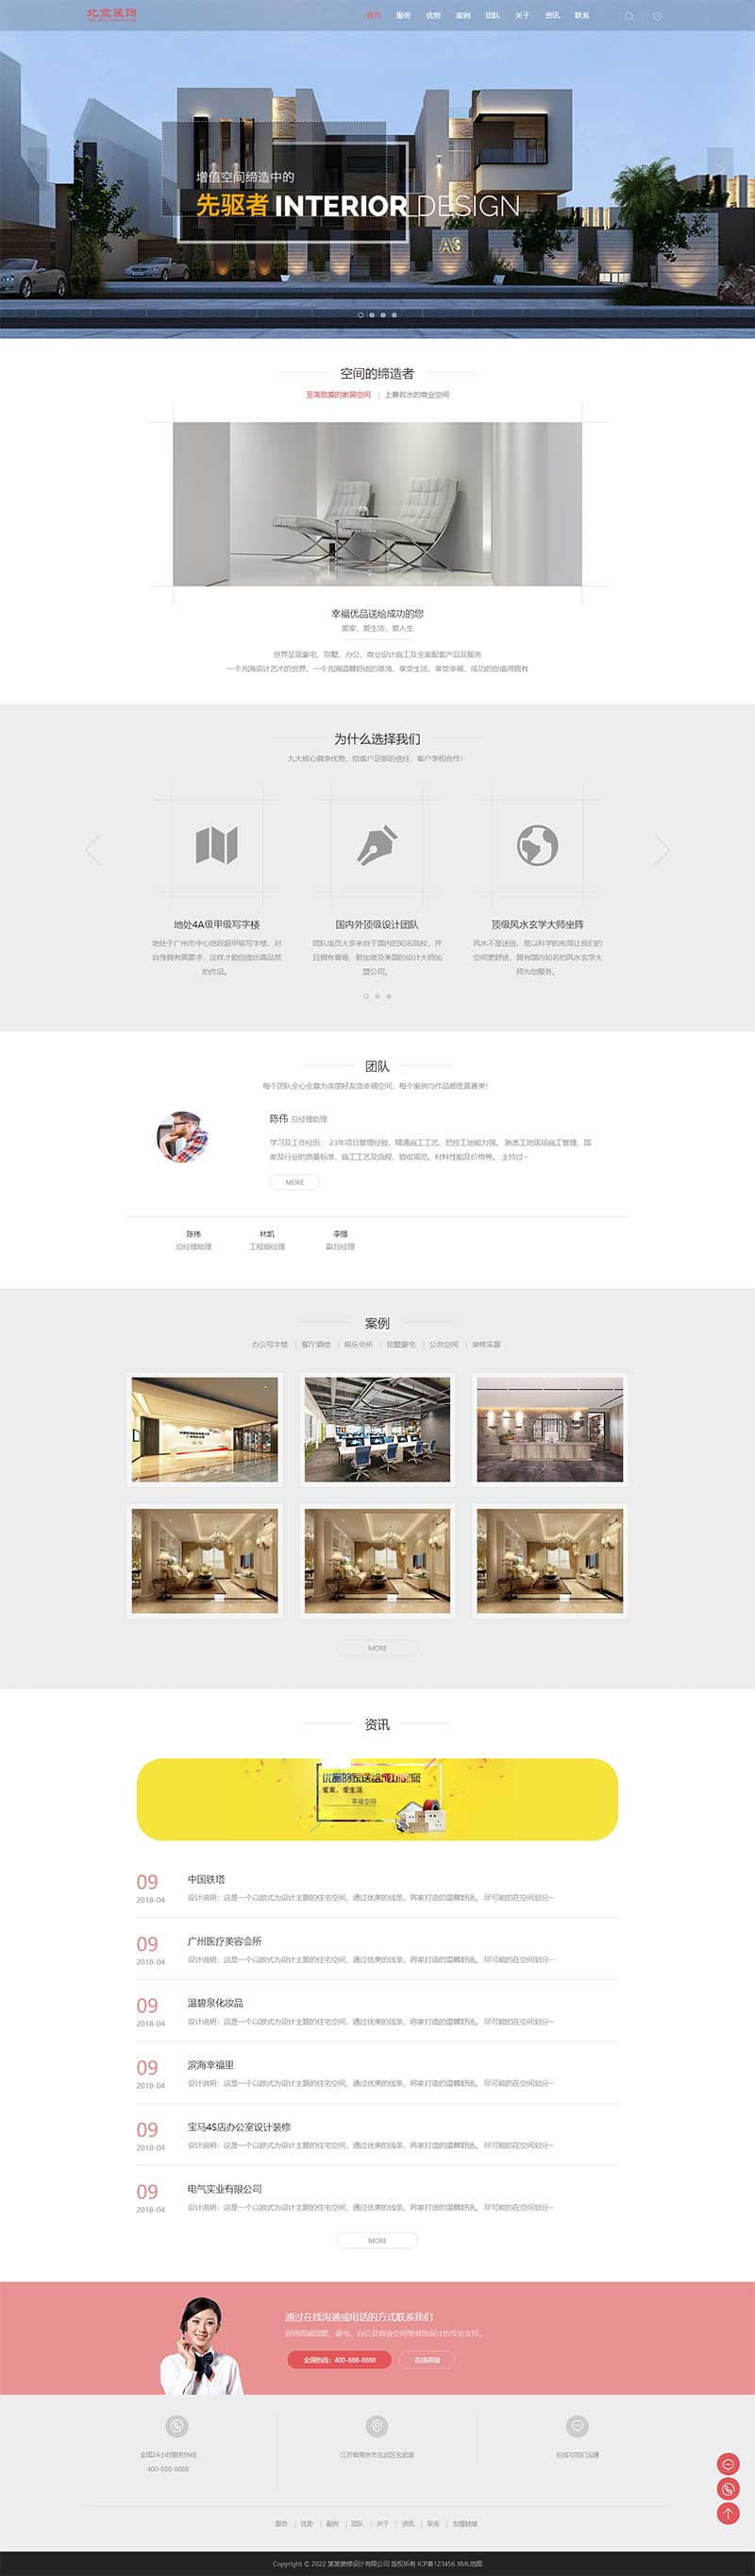 北京装饰
首页 服务 优势 案例 团队 关于 资讯 联系
增值空间缔造中的
先驱者 INTERIOR DESIGN
A3
空间的缔造者
至简致爱的家居空间 | 上善若水的商业空间
幸福优品送给成功的您
爱家、爱生活、爱人生
世界呈现豪宅、别墅、办公、商业设计施工及全案配套产品及服务
一个充满设计艺术的世界、一个充满温馨舒适的港湾，享受生活、享受幸福，成功的您值得拥有
为什么选择我们
九大核心竞争优势，给客户足够的信任，客户争相合作！
地处4A级甲级写字楼
地处于广州市中心地段超甲级写字楼，对
自身拥有高要求，这样才能创造出高品质
的作品。
国内外顶级设计团队
团队成员大多来自于国内的知名院校，并
且拥有香港，新加坡及美国的设计大师加
盟公司。
顶级风水玄学大师坐阵
风水不是迷信，是以科学的布局让我们的
空间更舒适，拥有国内知名的风水玄学大
师为您服务。
团队
每个团队全心全意为亲朋好友造幸福空间，每个案例与作品都是真善美！
陈伟 总经理助理
学习及工作经历： 23年项目管理经验，精通施工工艺、把控工地能力强。 熟悉工地现场施工管理，国
家及行业的质量标准、施工工艺及流程、验收规范、材料性能及价格等。 主持过~
MORE
陈伟
总经理助理
林凯
工程部经理
李强
副总经理
案例
办公写字楼 | 餐厅酒楼 | 娱乐会所 | 别墅豪宅 | 公共空间 | 装修实景
MORE
资讯
爱家、爱生活
幸福空间
09
2018-04
中国铁塔
设计说明：这是一个以欧式为设计主题的住宅空间，通过优美的线条，将家打造的温馨舒适。 尽可能的在空间划分~
09
2018-04
广州医疗美容会所
设计说明：这是一个以欧式为设计主题的住宅空间，通过优美的线条，将家打造的温馨舒适。 尽可能的在空间划分~
09
2018-04
温碧泉化妆品
设计说明：这是一个以欧式为设计主题的住宅空间，通过优美的线条，将家打造的温馨舒适。 尽可能的在空间划分~
09
2018-04
滨海幸福里
设计说明：这是一个以欧式为设计主题的住宅空间，通过优美的线条，将家打造的温馨舒适。 尽可能的在空间划分~
09
2018-04
宝马4S店办公室设计装修
设计说明：这是一个以欧式为设计主题的住宅空间，通过优美的线条，将家打造的温馨舒适。 尽可能的在空间划分~
09
2018-04
电气实业有限公司
设计说明：这是一个以欧式为设计主题的住宅空间，通过优美的线条，将家打造的温馨舒适。 尽可能的在空间划分~
MORE
通过在线沟通或电话的方式联系我们
获得高端别墅、豪宅、办公及商业空间等装饰设计的专业支持。
全国热线：400-888-8888
在线咨询
全国24小时服务热线
400-888-8888
江苏省南京市玄武区玄武湖
在线与我们沟通
服务 | 优势 | 案例 | 团队 | 关于 | 资讯 | 联系 | 友情链接
Copyright © 2022 某某装修设计有限公司 版权所有 ICP备123456 XML地图